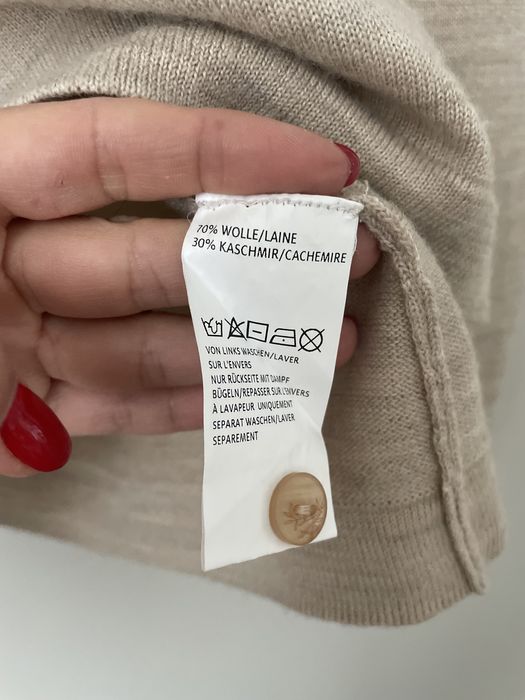 70% WOLLE/LAINE
30% KASCHMIR/CACHEMIRE
VON LINKS WASCHEN/LAVER
SUR L'ENVERS
NUR RÜCKSEITE MIT DAMPF
BÜGELN/REPASSER SUR L'ENVERS
À LAVAPEUR UNIQUEMENT
SEPARAT WASCHEN/LAVER
SEPAREMENT